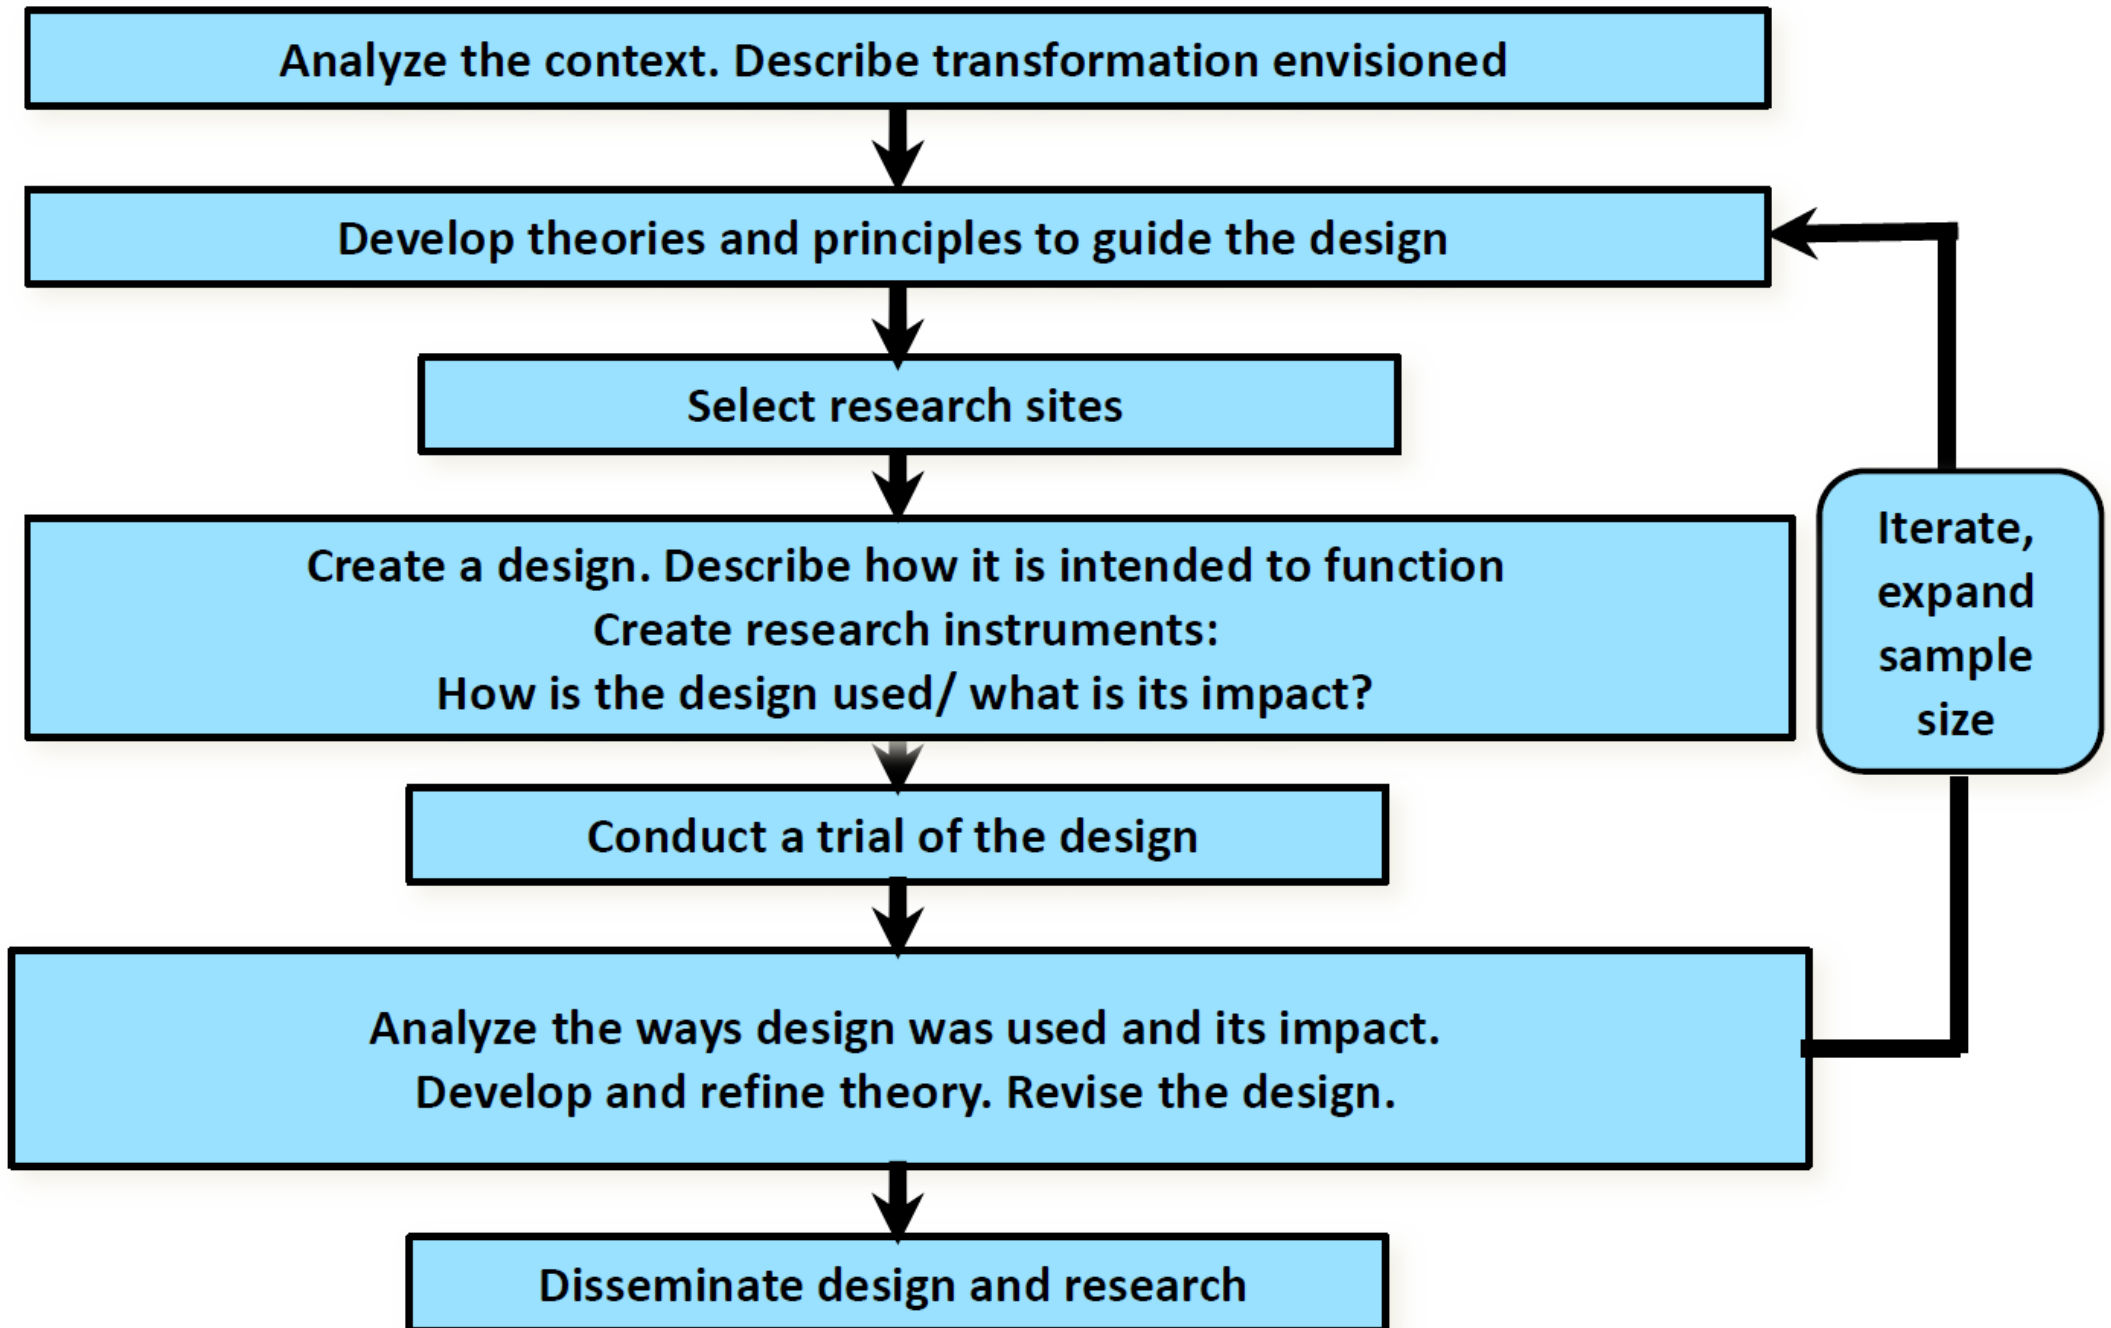 Analyze the context. Describe transformation envisioned
Develop theories and principles to guide the design
Select research sites
Create a design. Describe how it is intended to function
Create research instruments:
How is the design used/ what is its impact?
Iterate,
expand
sample
size
Conduct a trial of the design
Analyze the ways design was used and its impact.
Develop and refine theory. Revise the design.
Disseminate design and research